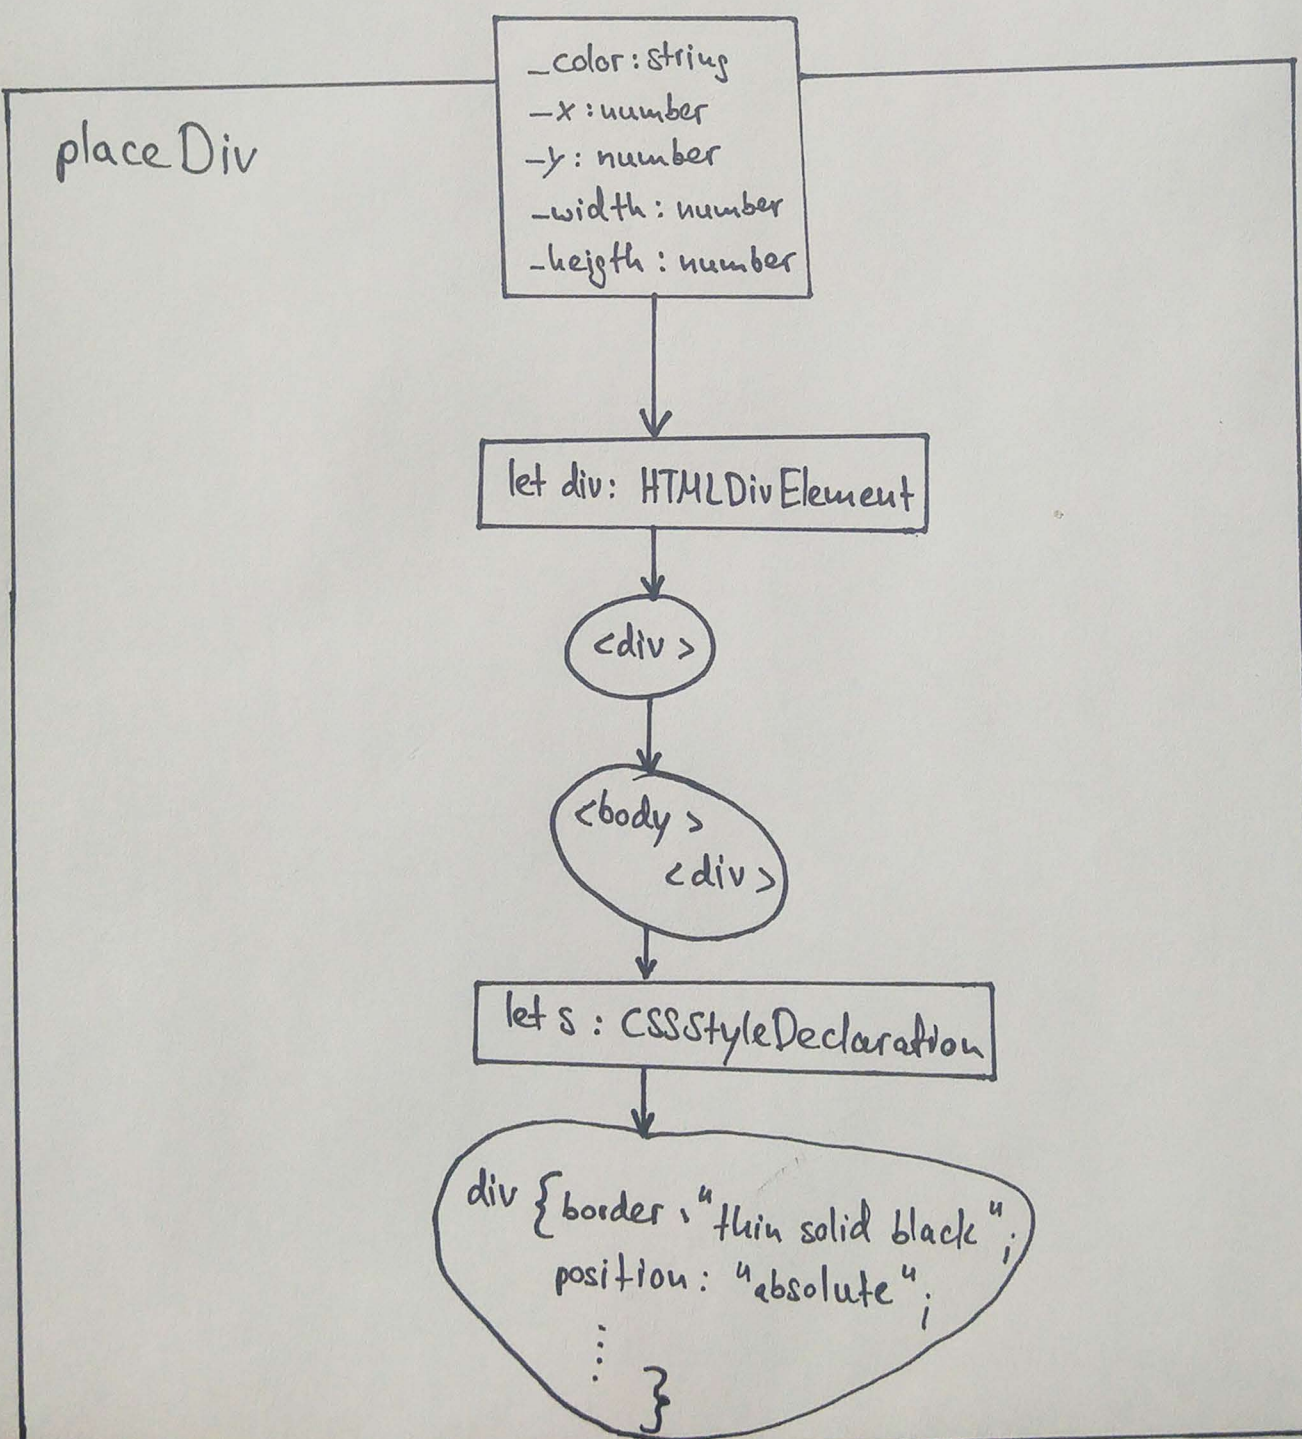 placeDiv
_color: string
_x: number
_y: number
_width: number
_heigth: number
let div: HTMLDivElement
<div>
<body>
<div>
let s: CSSStyleDeclaration
div {border: "thin solid black";
position: "absolute";
.....
}